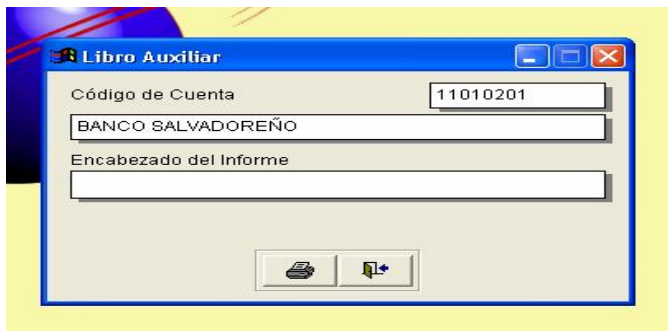 Libro Auxiliar
Código de Cuenta 11010201
BANCO SALVADOREÑO
Encabezado del Informe